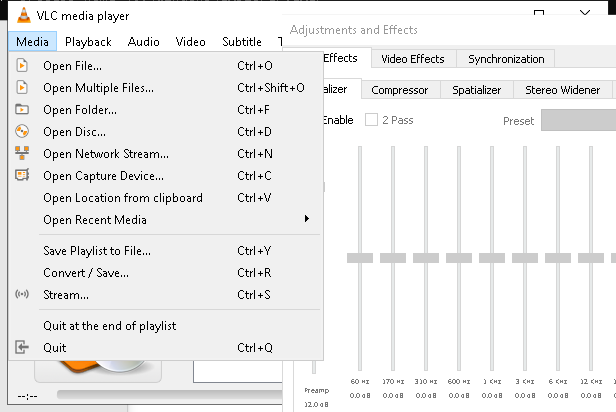 VLC media player
Adjustments and Effects
Media Playback Audio Video Subtitle T
Effects Video Effects Synchronization
Open File... Ctrl+O
Open Multiple Files... Ctrl+Shift+O
Open Folder... Ctrl+F
Open Disc... Ctrl+D
Open Network Stream... Ctrl+N
Open Capture Device... Ctrl+C
Open Location from clipboard Ctrl+V
Open Recent Media
Save Playlist to File... Ctrl+Y
Convert / Save... Ctrl+R
Stream... Ctrl+S
Quit at the end of playlist
Quit Ctrl+Q
alizer Compressor Spatializer Stereo Widener
Enable 2 Pass Preset
60 Hz 170 Hz 310 Hz 600 Hz 1 KHz 3 KHz 6 KHz 12 KHz
Preamp 0.0 dB 0.0 dB 0.0 dB 0.0 dB 0.0 dB 0.0 dB 0.0 dB 0.0 dB
12.0 dB
--:--